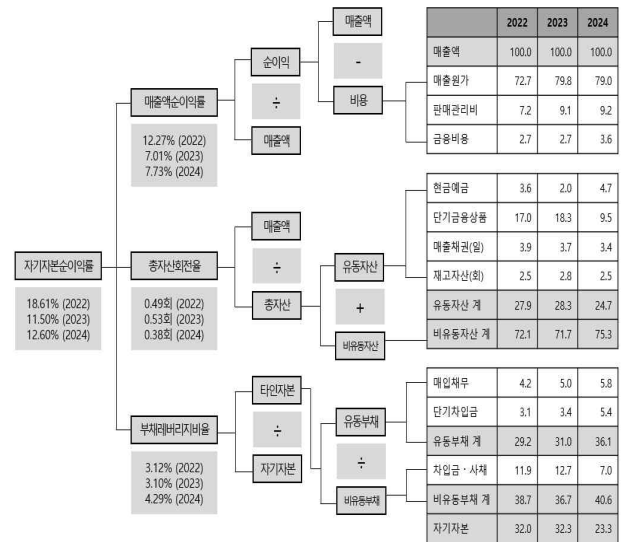 자기자본순이익률
18.61% (2022)
11.50% (2023)
12.60% (2024)
매출액순이익률
12.27% (2022)
7.01% (2023)
7.73% (2024)
순이익
÷
매출액
매출액
-
비용
총자산회전율
0.49회 (2022)
0.53회 (2023)
0.38회 (2024)
매출액
÷
총자산
유동자산
+
비유동자산
부채레버리지비율
3.12% (2022)
3.10% (2023)
4.29% (2024)
타인자본
÷
자기자본
유동부채
÷
비유동부채
2022 2023 2024
매출액 100.0 100.0 100.0
매출원가 72.7 79.8 79.0
판매관리비 7.2 9.1 9.2
금융비용 2.7 2.7 3.6
현금예금 3.6 2.0 4.7
단기금융상품 17.0 18.3 9.5
매출채권(일) 3.9 3.7 3.4
재고자산(회) 2.5 2.8 2.5
유동자산 계 27.9 28.3 24.7
비유동자산 계 72.1 71.7 75.3
매입채무 4.2 5.0 5.8
단기차입금 3.1 3.4 5.4
유동부채 계 29.2 31.0 36.1
차입금·사채 11.9 12.7 7.0
비유동부채 계 38.7 36.7 40.6
자기자본 32.0 32.3 23.3